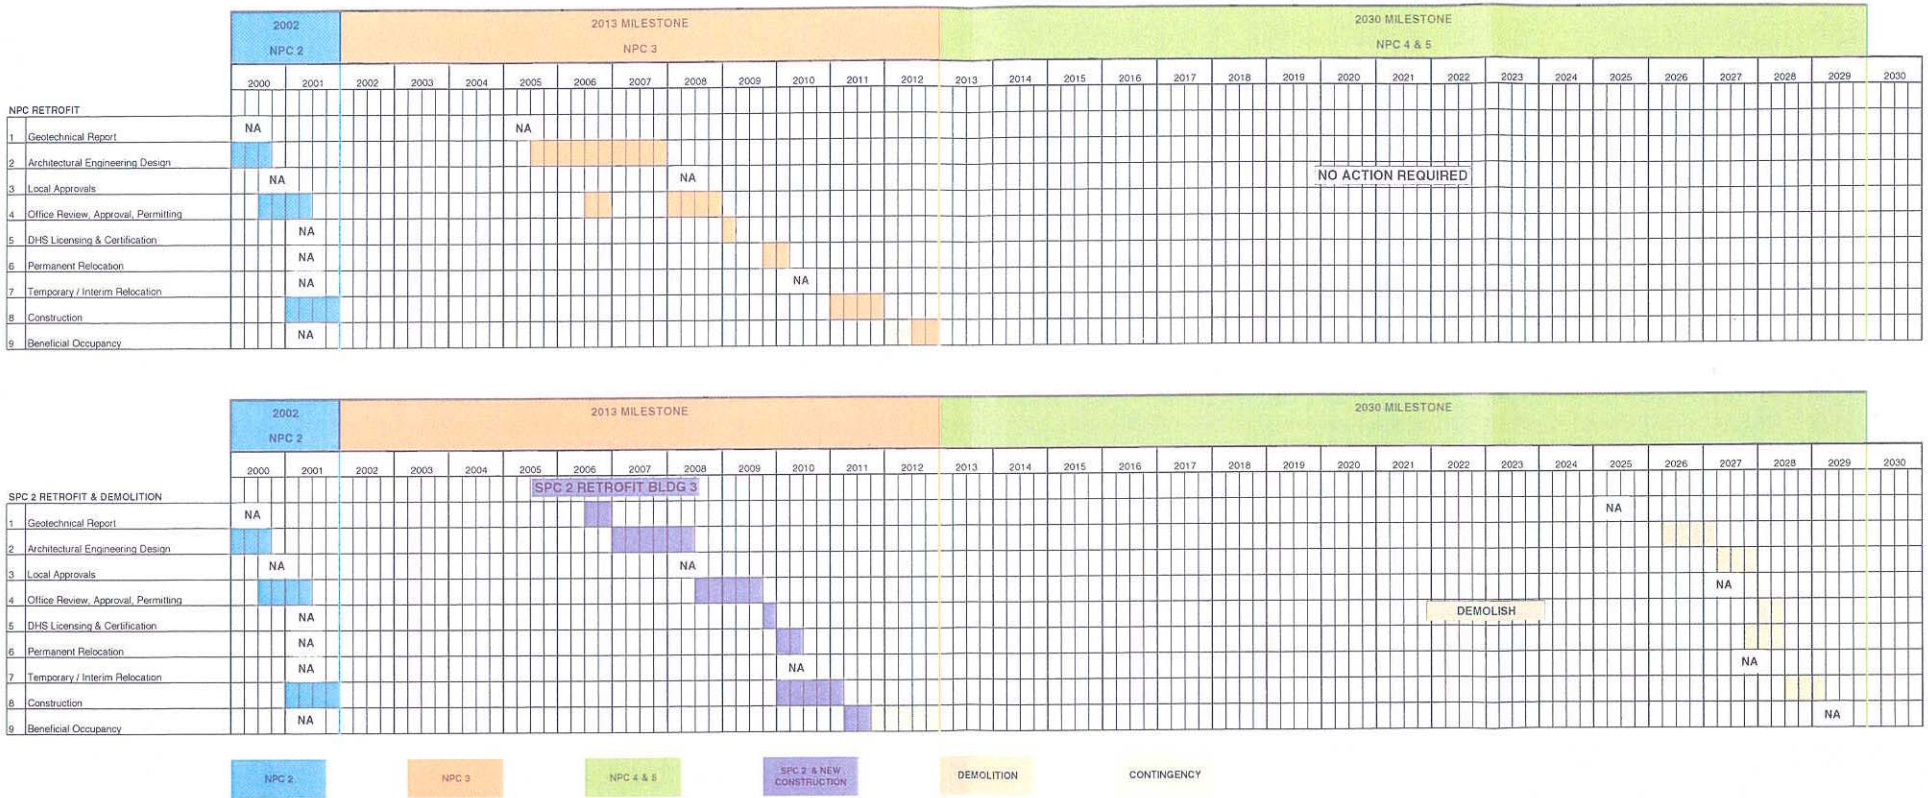 2002
2013 MILESTONE
2030 MILESTONE
NPC 2
NPC 3
NPC 4 & 5
2000 2001 2002 2003 2004 2005 2006 2007 2008 2009 2010 2011 2012 2013 2014 2015 2016 2017 2018 2019 2020 2021 2022 2023 2024 2025 2026 2027 2028 2029 2030
NPC RETROFIT
1 Geotechnical Report NA NA
2 Architectural Engineering Design
3 Local Approvals NA NA NO ACTION REQUIRED
4 Office Review, Approval, Permitting
5 DHS Licensing & Certification NA
6 Permanent Relocation NA
7 Temporary / Interim Relocation NA NA
8 Construction
9 Beneficial Occupancy NA
2002
2013 MILESTONE
2030 MILESTONE
NPC 2
2000 2001 2002 2003 2004 2005 2006 2007 2008 2009 2010 2011 2012 2013 2014 2015 2016 2017 2018 2019 2020 2021 2022 2023 2024 2025 2026 2027 2028 2029 2030
SPC 2 RETROFIT & DEMOLITION SPC 2 RETROFIT BLDG 3
1 Geotechnical Report NA NA
2 Architectural Engineering Design
3 Local Approvals NA NA
4 Office Review, Approval, Permitting NA
5 DHS Licensing & Certification NA DEMOLISH
6 Permanent Relocation NA
7 Temporary / Interim Relocation NA NA NA
8 Construction
9 Beneficial Occupancy NA NA
NPC 2
NPC 3
NPC 4 & 5
SPC 2 & NEW
CONSTRUCTION
DEMOLITION
CONTINGENCY